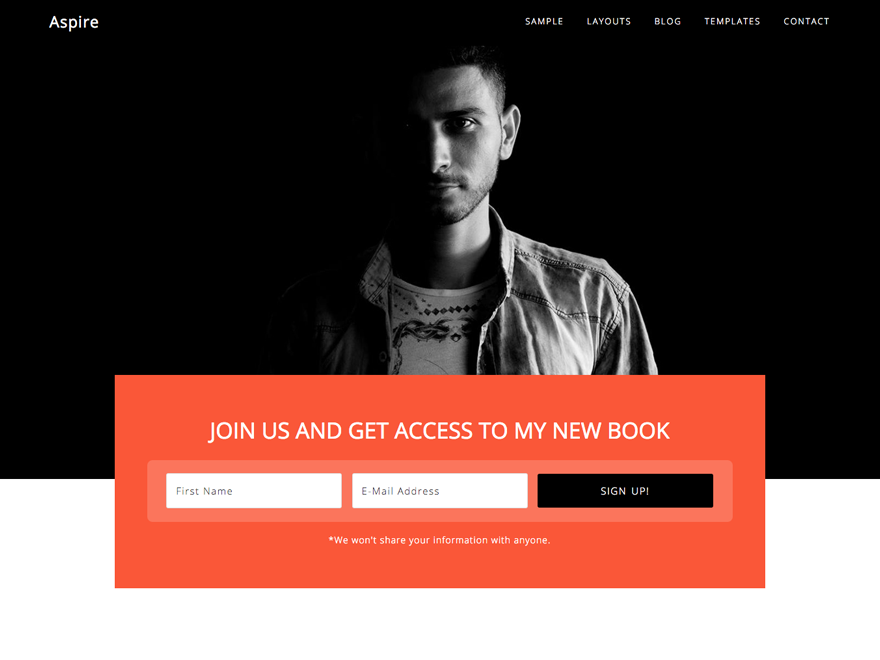 Aspire
SAMPLE LAYOUTS BLOG TEMPLATES CONTACT
JOIN US AND GET ACCESS TO MY NEW BOOK
First Name E-Mail Address SIGN UP!
*We won't share your information with anyone.